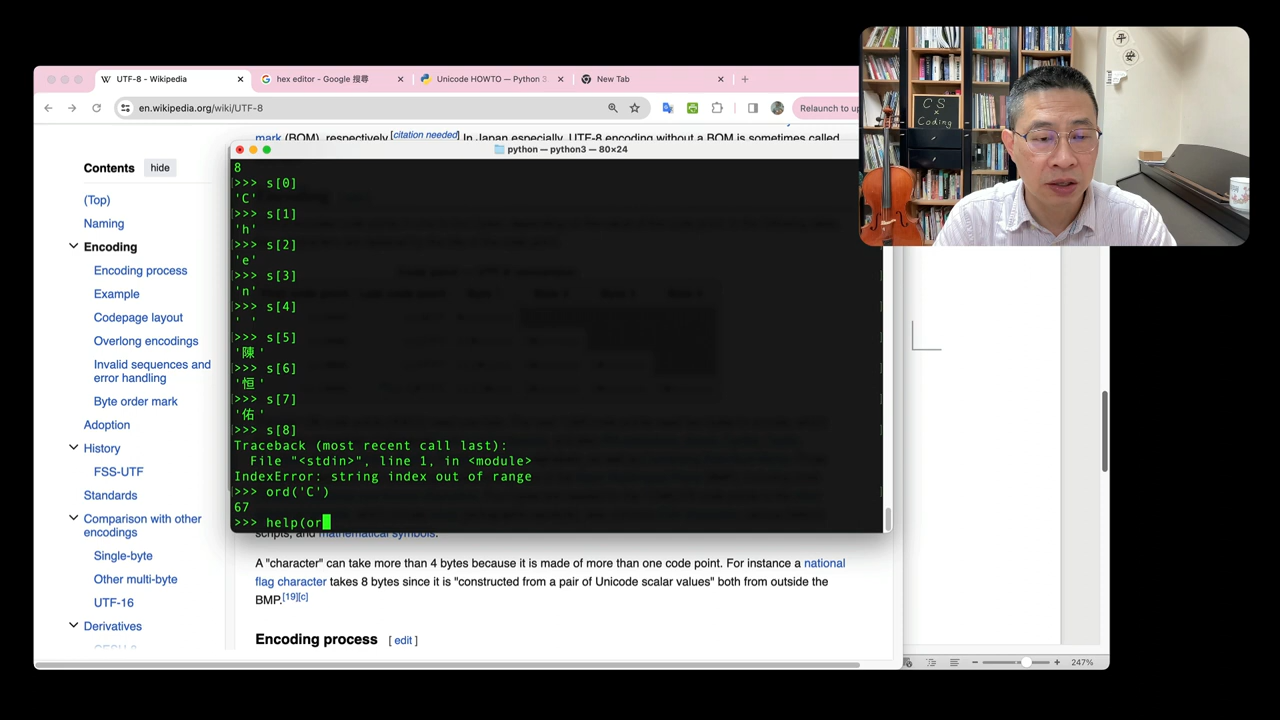 UTF-8 - Wikipedia
hex editor - Google 搜尋
Unicode HOWTO — Python 3.
New Tab
en.wikipedia.org/wiki/UTF-8
Relaunch to up
mark (BOM), respectively.[citation needed] In Japan especially, UTF-8 encoding without a BOM is sometimes called
Contents
hide
(Top)
Naming
Encoding
Encoding process
Example
Codepage layout
Overlong encodings
Invalid sequences and
error handling
Byte order mark
Adoption
History
FSS-UTF
Standards
Comparison with other
encodings
Single-byte
Other multi-byte
UTF-16
Derivatives
python — python3 — 80×24
8
>>> s[0]
'C'
>>> s[1]
'h'
>>> s[2]
'e'
>>> s[3]
'n'
>>> s[4]
' '
>>> s[5]
'陳'
>>> s[6]
'恒'
>>> s[7]
'佑'
>>> s[8]
Traceback (most recent call last):
File "<stdin>", line 1, in <module>
IndexError: string index out of range
>>> ord('C')
67
>>> help(or
scripts, and mathematical symbols.
A "character" can take more than 4 bytes because it is made of more than one code point. For instance a national
flag character takes 8 bytes since it is "constructed from a pair of Unicode scalar values" both from outside the
BMP.[19][c]
Encoding process [ edit ]
247%
CS
x
Coding
平
安